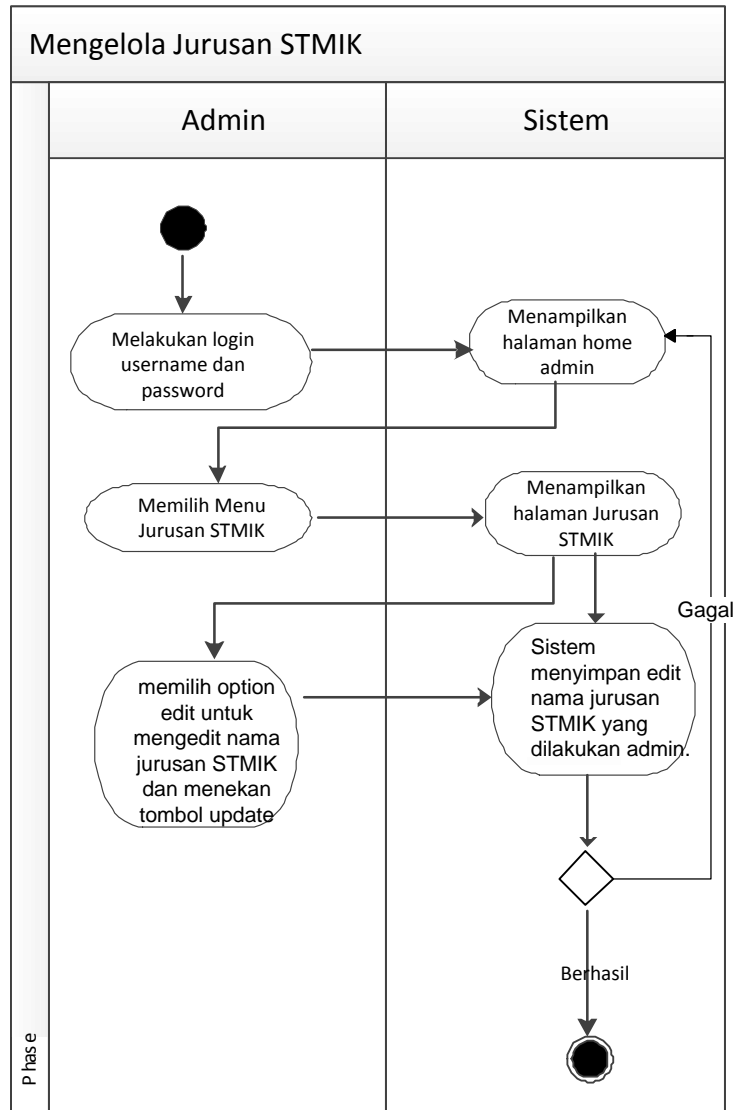 Mengelola Jurusan STMIK
Admin
Sistem
Melakukan login
username dan
password
Menampilkan
halaman home
admin
Memilih Menu
Jurusan STMIK
Menampilkan
halaman Jurusan
STMIK
Gagal
memilih option
edit untuk
mengedit nama
jurusan STMIK
dan menekan
tombol update
Sistem
menyimpan edit
nama jurusan
STMIK yang
dilakukan admin.
Berhasil
Phase